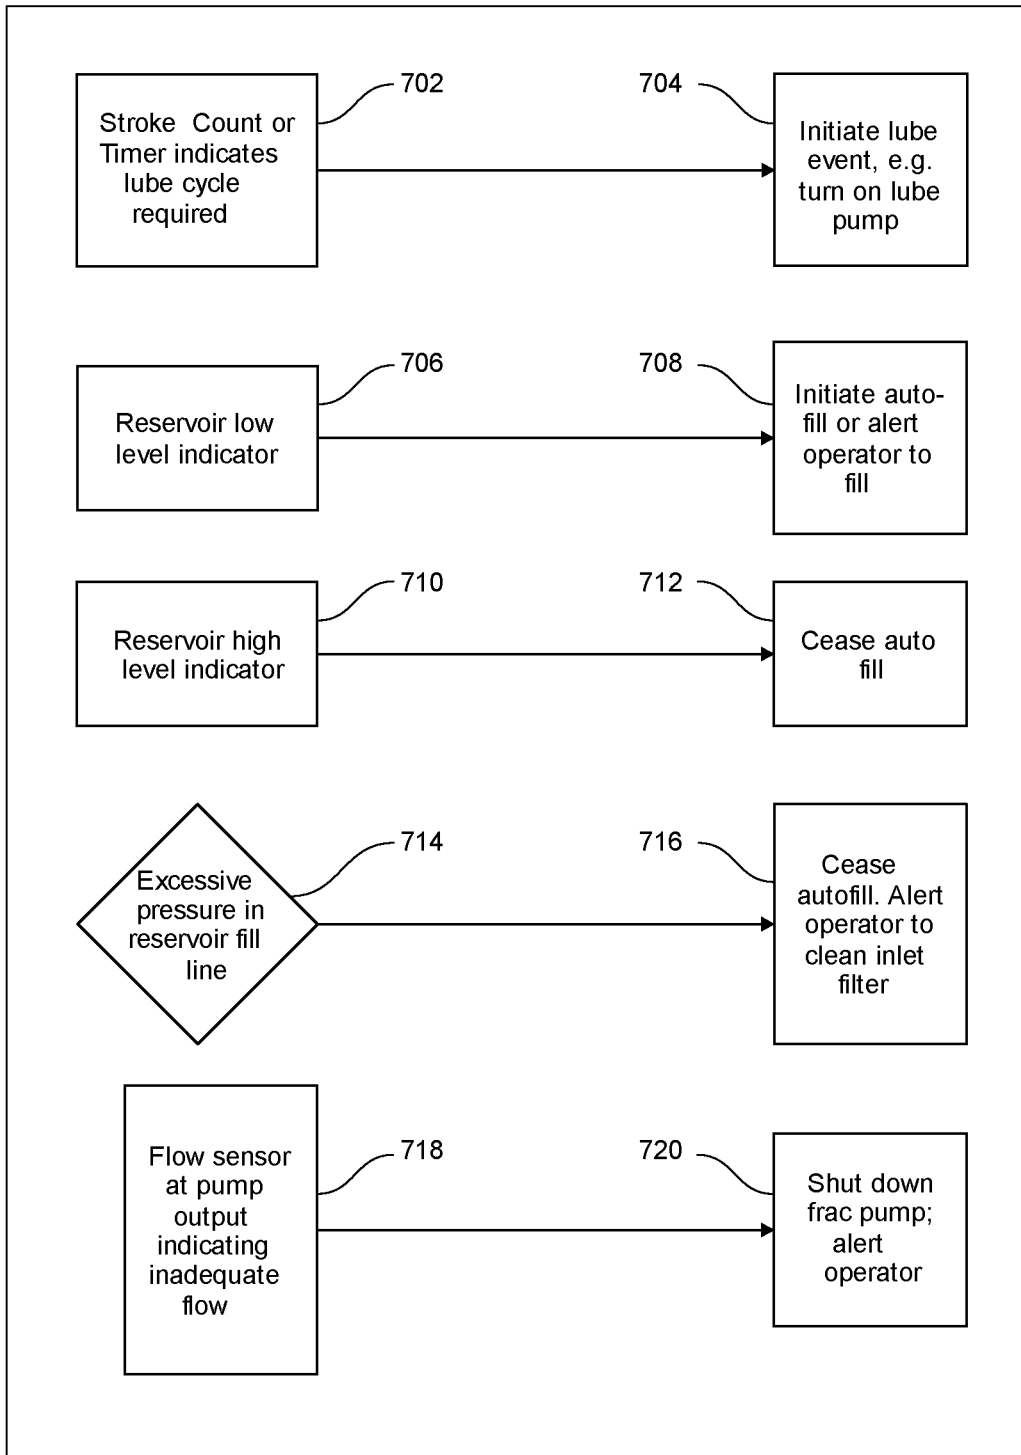 702
704
Stroke Count or
Timer indicates
lube cycle
required
Initiate lube
event, e.g.
turn on lube
pump
706
708
Reservoir low
level indicator
Initiate auto-
fill or alert
operator to
fill
710
712
Reservoir high
level indicator
Cease auto
fill
714
716
Excessive
pressure in
reservoir fill
line
Cease
autofill. Alert
operator to
clean inlet
filter
718
720
Flow sensor
at pump
output
indicating
inadequate
flow
Shut down
frac pump;
alert
operator